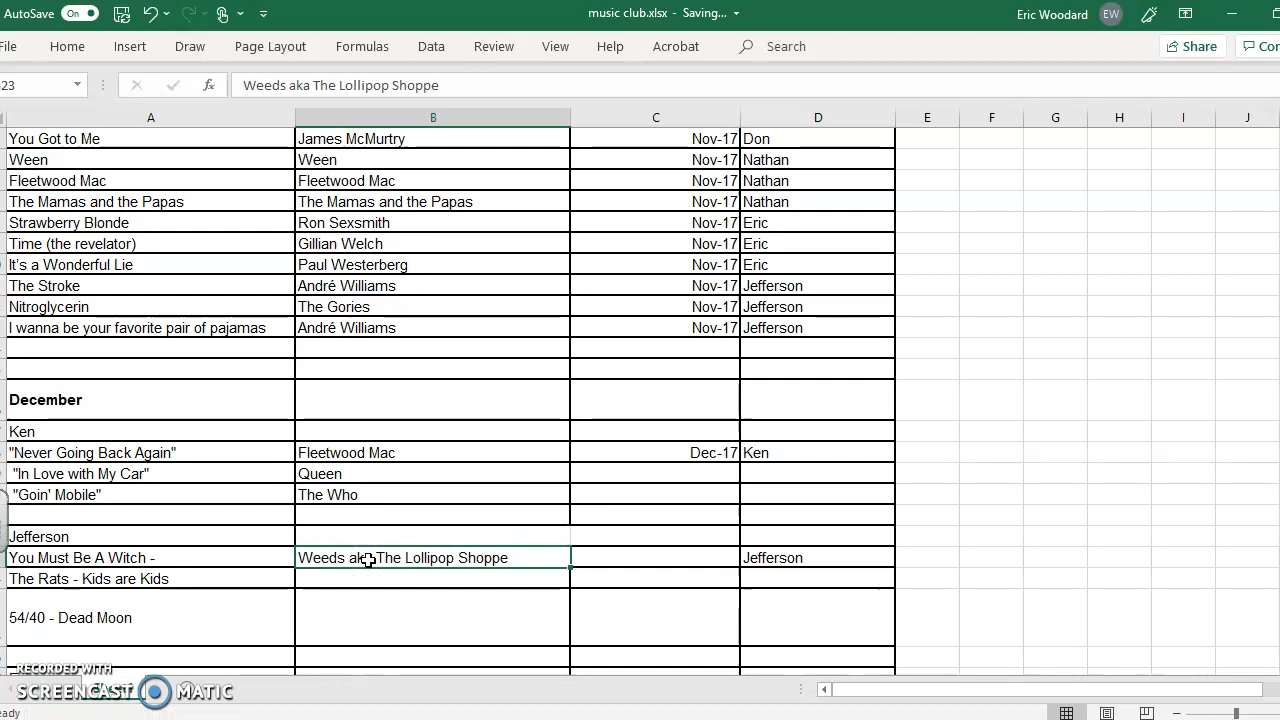 AutoSave On music club.xlsx - Saving... Eric Woodard EW
File Home Insert Draw Page Layout Formulas Data Review View Help Acrobat Search Share
23 fx Weeds aka The Lollipop Shoppe
A B C D E F G H I J
You Got to Me James McMurtry Nov-17 Don
Ween Ween Nov-17 Nathan
Fleetwood Mac Fleetwood Mac Nov-17 Nathan
The Mamas and the Papas The Mamas and the Papas Nov-17 Nathan
Strawberry Blonde Ron Sexsmith Nov-17 Eric
Time (the revelator) Gillian Welch Nov-17 Eric
It's a Wonderful Lie Paul Westerberg Nov-17 Eric
The Stroke André Williams Nov-17 Jefferson
Nitroglycerin The Gories Nov-17 Jefferson
I wanna be your favorite pair of pajamas André Williams Nov-17 Jefferson
December
Ken
"Never Going Back Again" Fleetwood Mac Dec-17 Ken
"In Love with My Car" Queen
"Goin' Mobile" The Who
Jefferson
You Must Be A Witch - Weeds aka The Lollipop Shoppe Jefferson
The Rats - Kids are Kids
54/40 - Dead Moon
RECORDED WITH
SCREENCAST MATIC